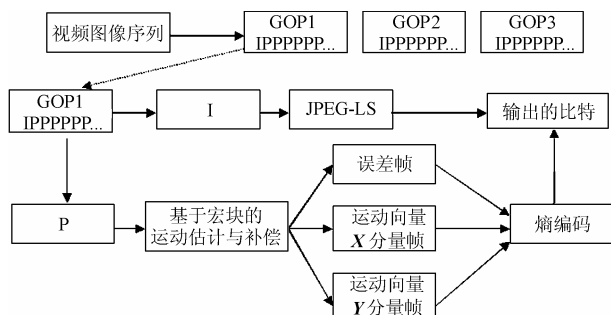 视频图像序列
GOP1
IPPPPPP...
GOP2
IPPPPPP...
GOP3
IPPPPPP...
GOP1
IPPPPPP...
I
JPEG-LS
输出的比特
误差帧
P
基于宏块的
运动估计与补偿
运动向量
X分量帧
熵编码
运动向量
Y分量帧